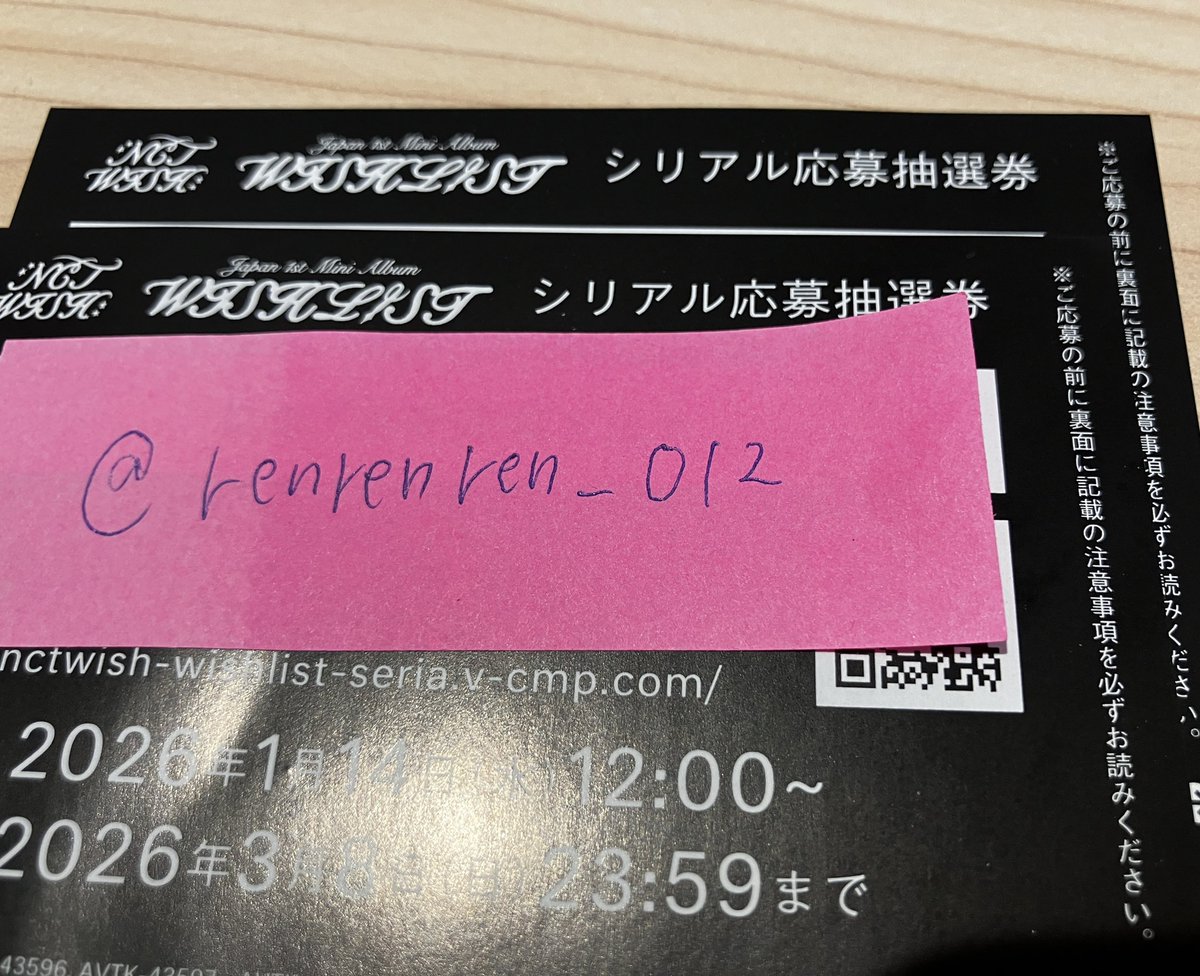 NCT WISH Japan 1st Mini Album WISHLIST シリアル応募抽選券
※ご応募の前に裏面に記載の注意事項を必ずお読みください。
NCT WISH Japan 1st Mini Album WISHLIST シリアル応募抽選券
※ご応募の前に裏面に記載の注意事項を必ずお読みください。
@renrenren_012
nctwish-wishlist-seria.v-cmp.com/
2026年1月14日(水)12:00~
2026年3月8日(日)23:59まで
43596 AVTK-43597